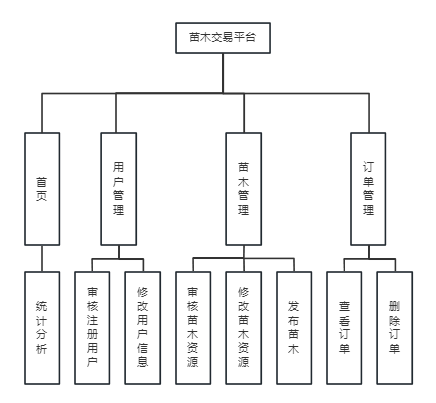 苗木交易平台
首页
用户管理
苗木管理
订单管理
统计分析
审核注册用户
修改用户信息
审核苗木资源
修改苗木资源
发布苗木
查看订单
删除订单